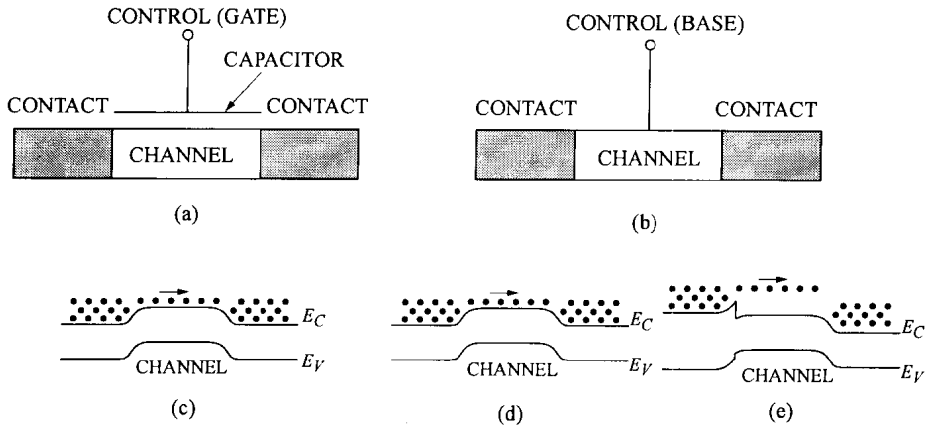 CONTROL (GATE)
CAPACITOR
CONTACT
CONTACT
CHANNEL
(a)
CONTROL (BASE)
CONTACT
CONTACT
CHANNEL
(b)
E_C
E_V
CHANNEL
(c)
E_C
E_V
(d)
E_C
E_V
CHANNEL
(e)